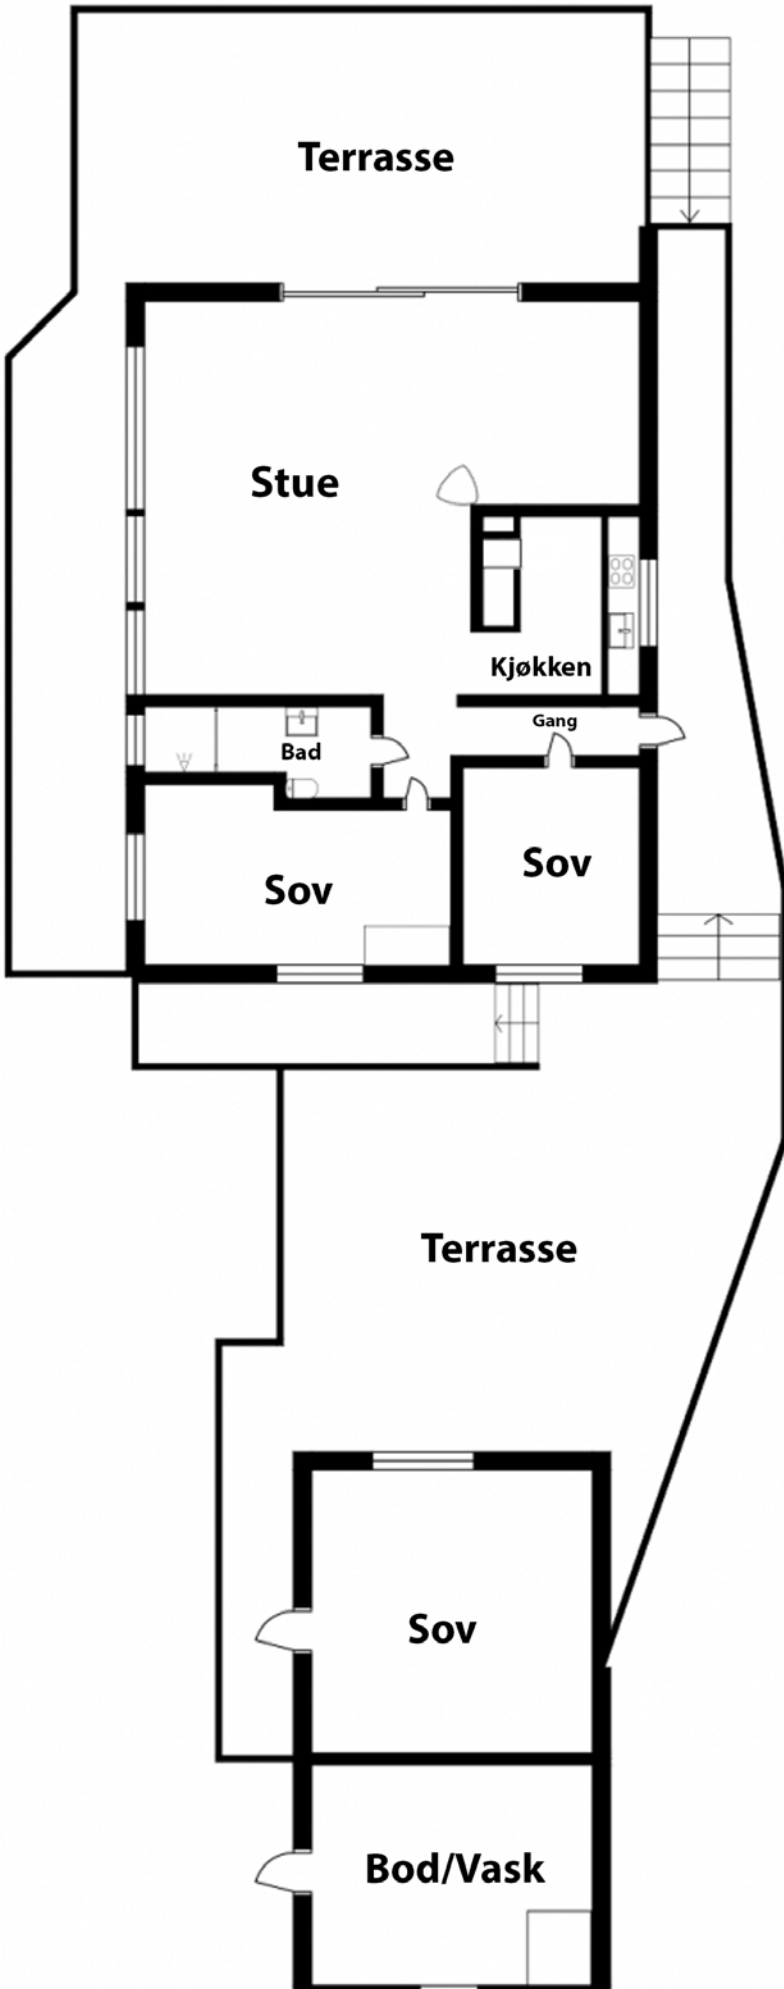 Terrasse
Stue
Kjøkken
Gang
Bad
Sov
Sov
Terrasse
Sov
Bod/Vask